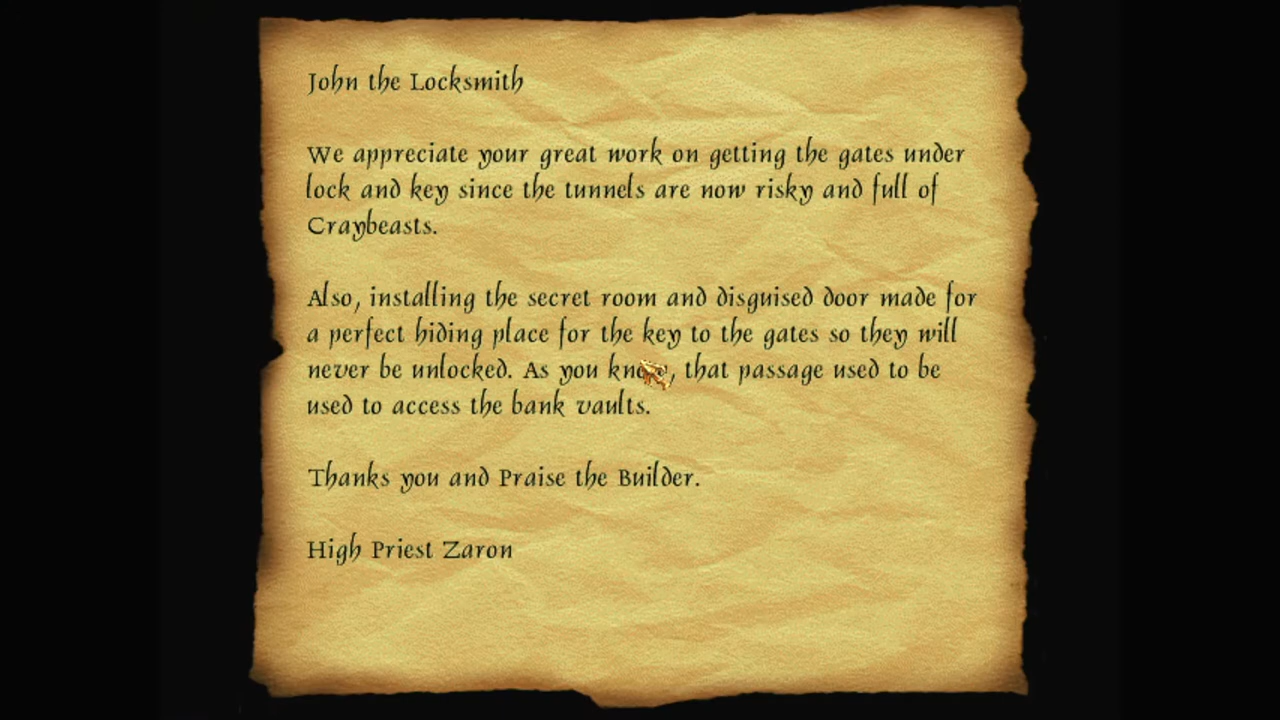 John the Locksmith
We appreciate your great work on getting the gates under
lock and key since the tunnels are now risky and full of
Craybeasts.
Also, installing the secret room and disguised door made for
a perfect hiding place for the key to the gates so they will
never be unlocked. As you know, that passage used to be
used to access the bank vaults.
Thanks you and Praise the Builder.
High Priest Zaron